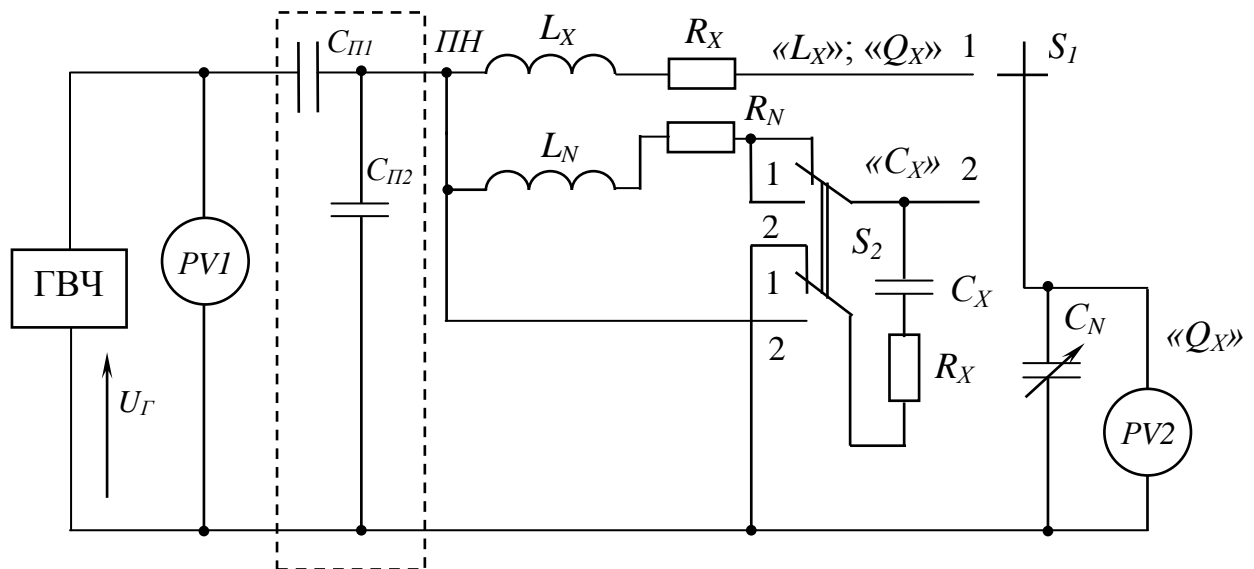 C_П1
ПН
L_X
R_X
«L_X»; «Q_X»
1
S_1
R_N
L_N
C_П2
1
«C_X»
2
2
S_2
PV1
ГВЧ
1
C_X
C_N
2
«Q_X»
R_X
U_Г
PV2